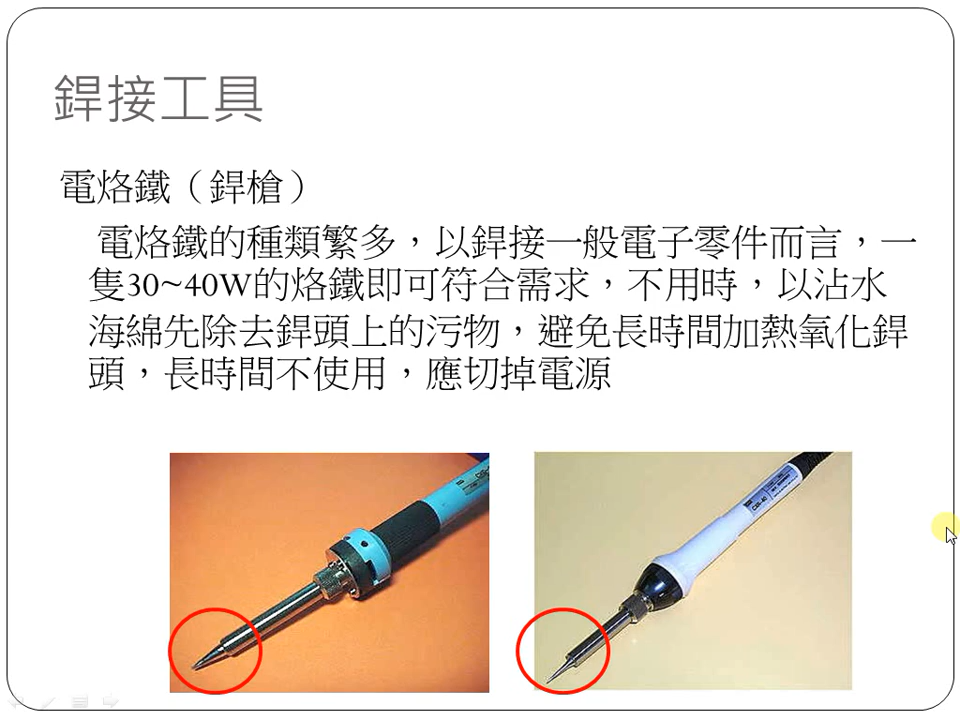 銲接工具
電烙鐵（銲槍）
電烙鐵的種類繁多，以銲接一般電子零件而言，一
隻30~40W的烙鐵即可符合需求，不用時，以沾水
海綿先除去銲頭上的污物，避免長時間加熱氧化銲
頭，長時間不使用，應切掉電源